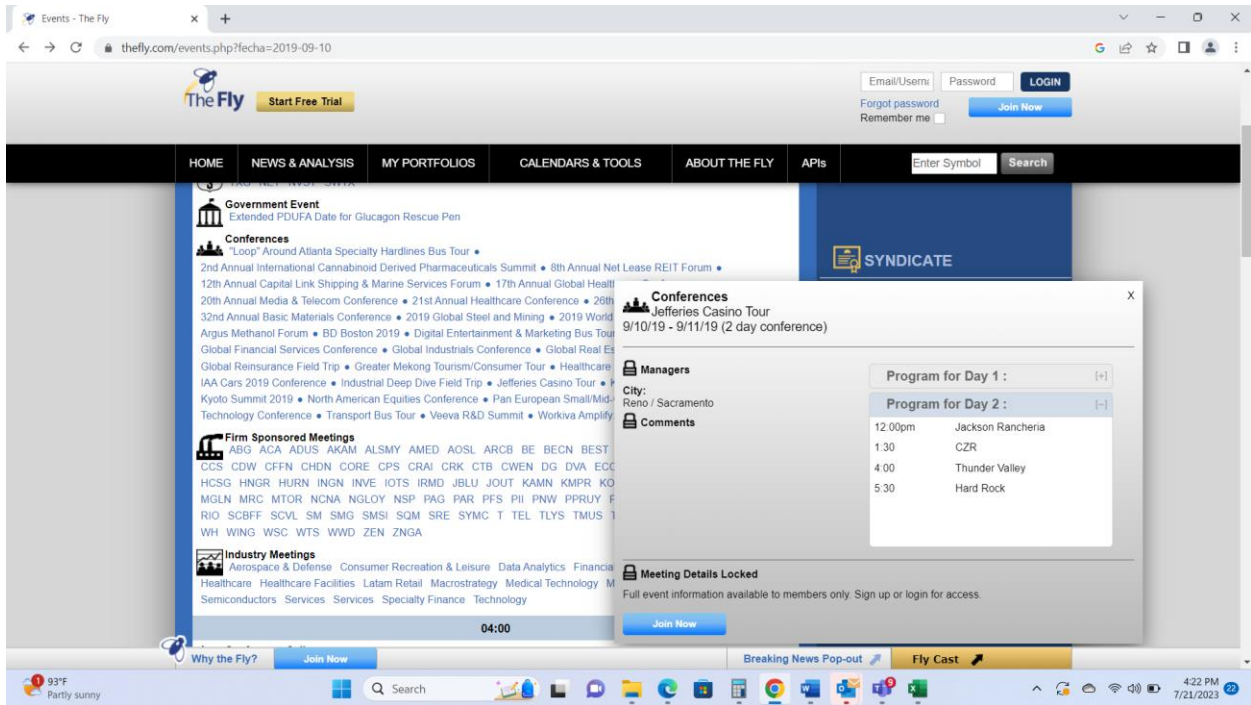 Events - The Fly
thefly.com/events.php?fecha=2019-09-10
The Fly
Start Free Trial
Email/Userna Password LOGIN
Forgot password Join Now
Remember me
HOME NEWS & ANALYSIS MY PORTFOLIOS CALENDARS & TOOLS ABOUT THE FLY APIs Enter Symbol Search
Government Event
Extended PDUFA Date for Glucagon Rescue Pen
Conferences
"Loop" Around Atlanta Specialty Hardlines Bus Tour ●
2nd Annual International Cannabinoid Derived Pharmaceuticals Summit ● 8th Annual Net Lease REIT Forum ●
12th Annual Capital Link Shipping & Marine Services Forum ● 17th Annual Global
20th Annual Media & Telecom Conference ● 21st Annual Healthcare Conference ● 26th
32nd Annual Basic Materials Conference ● 2019 Global Steel and Mining ● 2019 World
Argus Methanol Forum ● BD Boston 2019 ● Digital Entertainment & Marketing Bus Tour
Global Financial Services Conference ● Global Industrials Conference ● Global Real Es
Global Reinsurance Field Trip ● Greater Mekong Tourism/Consumer Tour ● Healthcare
IAA Cars 2019 Conference ● Industrial Deep Dive Field Trip ● Jefferies Casino Tour ●
Kyoto Summit 2019 ● North American Equities Conference ● Pan European Small/Mid-
Technology Conference ● Transport Bus Tour ● Veeva R&D Summit ● Workiva Amplify
Firm Sponsored Meetings
ABG ACA ADUS AKAM ALSMY AMED AOSL ARCB BE BECN BEST
CCS CDW CFFN CHDN CORE CPS CRAI CRK CTB CWEN DG DVA ECC
HCSG HNGR HURN INGN INVE IOTS IRMD JBLU JOUT KAMN KMPR KO
MGLN MRC MTOR NCNA NGLOY NSP PAG PAR PFS PII PNW PPRUY
RIO SCBFF SCVL SM SMG SMSI SQM SRE SYMC T TEL TLYS TMUS
WH WING WSC WTS WWD ZEN ZNGA
Industry Meetings
Aerospace & Defense Consumer Recreation & Leisure Data Analytics Financia
Healthcare Healthcare Facilities Latam Retail Macrostrategy Medical Technology M
Semiconductors Services Services Specialty Finance Technology
04:00
SYNDICATE
Conferences X
Jefferies Casino Tour
9/10/19 - 9/11/19 (2 day conference)
Managers
City:
Reno / Sacramento
Comments
Program for Day 1 : [+]
Program for Day 2 : [-]
12:00pm Jackson Rancheria
1:30 CZR
4:00 Thunder Valley
5:30 Hard Rock
Meeting Details Locked
Full event information available to members only. Sign up or login for access.
Join Now
Why the Fly? Join Now Breaking News Pop-out Fly Cast
93°F
Partly sunny
Search
4:22 PM
7/21/2023
22